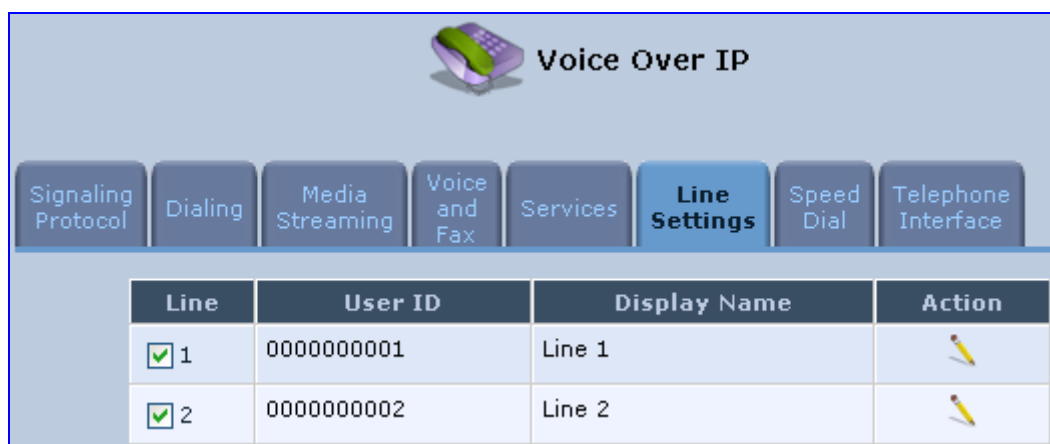 Voice Over IP
Signaling
Protocol
Dialing
Media
Streaming
Voice
and
Fax
Services
Line
Settings
Speed
Dial
Telephone
Interface
Line User ID Display Name Action
1 0000000001 Line 1
2 0000000002 Line 2